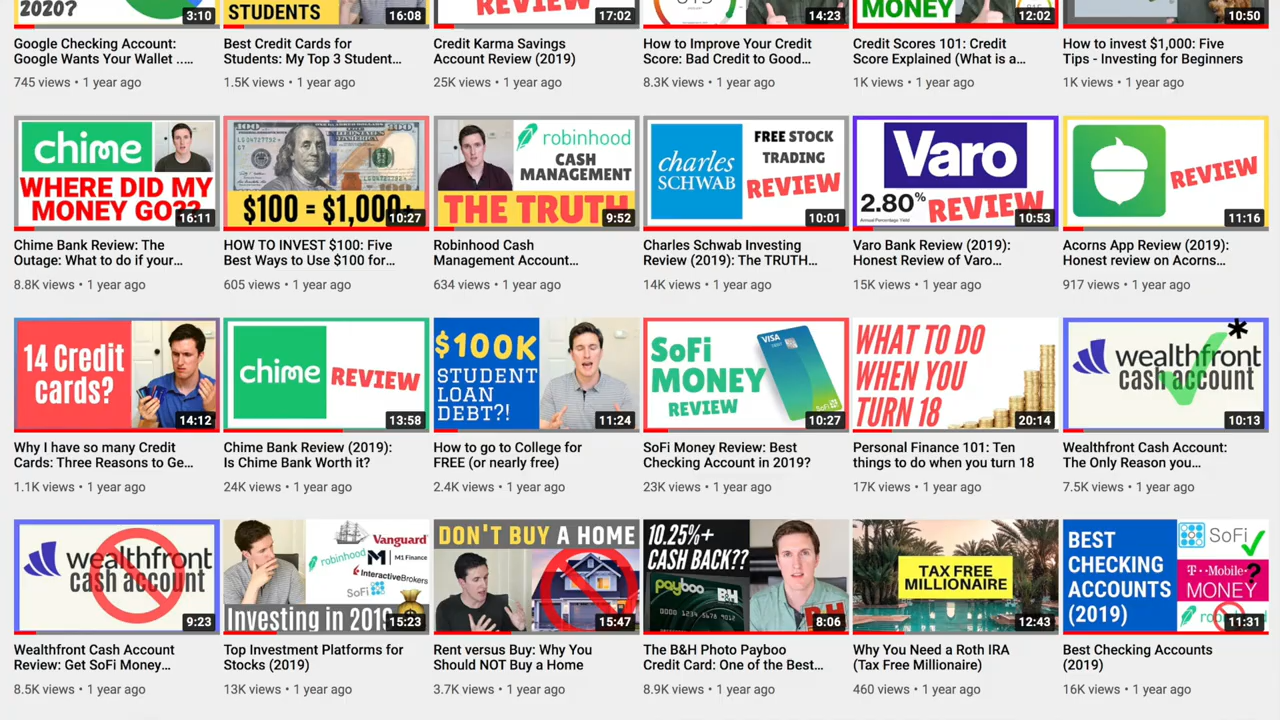 2020?
3:10
STUDENTS
16:08
REVIEW
17:02
14:23
MONEY
12:02
10:50
Google Checking Account:
Google Wants Your Wallet ....
745 views • 1 year ago
Best Credit Cards for
Students: My Top 3 Student...
1.5K views • 1 year ago
Credit Karma Savings
Account Review (2019)
25K views • 1 year ago
How to Improve Your Credit
Score: Bad Credit to Good...
8.3K views • 1 year ago
Credit Scores 101: Credit
Score Explained (What is a...
1K views • 1 year ago
How to invest $1,000: Five
Tips - Investing for Beginners
1K views • 1 year ago
chime
WHERE DID MY
MONEY GO??
16:11
$100 = $1,000+
10:27
robinhood
CASH
MANAGEMENT
THE TRUTH
9:52
charles
SCHWAB
FREE STOCK
TRADING
REVIEW
10:01
Varo
2.80%
Annual Percentage Yield
REVIEW
10:53
REVIEW
11:16
Chime Bank Review: The
Outage: What to do if your...
8.8K views • 1 year ago
HOW TO INVEST $100: Five
Best Ways to Use $100 for...
605 views • 1 year ago
Robinhood Cash
Management Account...
634 views • 1 year ago
Charles Schwab Investing
Review (2019): The TRUTH...
14K views • 1 year ago
Varo Bank Review (2019):
Honest Review of Varo...
15K views • 1 year ago
Acorns App Review (2019):
Honest review on Acorns...
917 views • 1 year ago
14 Credit
cards?
14:12
chime
REVIEW
13:58
$100K
STUDENT
LOAN
DEBT?!
11:24
SoFi
MONEY
REVIEW
VISA
SoFi
10:27
WHAT TO DO
WHEN YOU
TURN 18
20:14
*
wealthfront
cash account
10:13
Why I have so many Credit
Cards: Three Reasons to Ge...
1.1K views • 1 year ago
Chime Bank Review (2019):
Is Chime Bank Worth it?
24K views • 1 year ago
How to go to College for
FREE (or nearly free)
2.4K views • 1 year ago
SoFi Money Review: Best
Checking Account in 2019?
23K views • 1 year ago
Personal Finance 101: Ten
things to do when you turn 18
17K views • 1 year ago
Wealthfront Cash Account:
The Only Reason you...
7.5K views • 1 year ago
wealthfront
cash account
9:23
Vanguard
robinhood
M1 Finance
InteractiveBrokers
SoFi
Investing in 2019
15:23
DON'T BUY A HOME
15:47
10.25%+
CASH BACK??
payboo
B&H
8:06
TAX FREE
MILLIONAIRE
12:43
BEST
CHECKING
ACCOUNTS
(2019)
SoFi
T-Mobile
?
MONEY
11:31
Wealthfront Cash Account
Review: Get SoFi Money...
8.5K views • 1 year ago
Top Investment Platforms for
Stocks (2019)
13K views • 1 year ago
Rent versus Buy: Why You
Should NOT Buy a Home
3.7K views • 1 year ago
The B&H Photo Payboo
Credit Card: One of the Best...
8.9K views • 1 year ago
Why You Need a Roth IRA
(Tax Free Millionaire)
460 views • 1 year ago
Best Checking Accounts
(2019)
16K views • 1 year ago